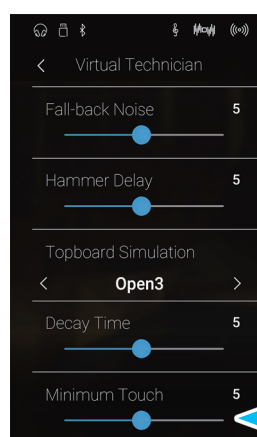 Virtual Technician
Fall-back Noise 5
Hammer Delay 5
Topboard Simulation
Open3
Decay Time 5
Minimum Touch 5